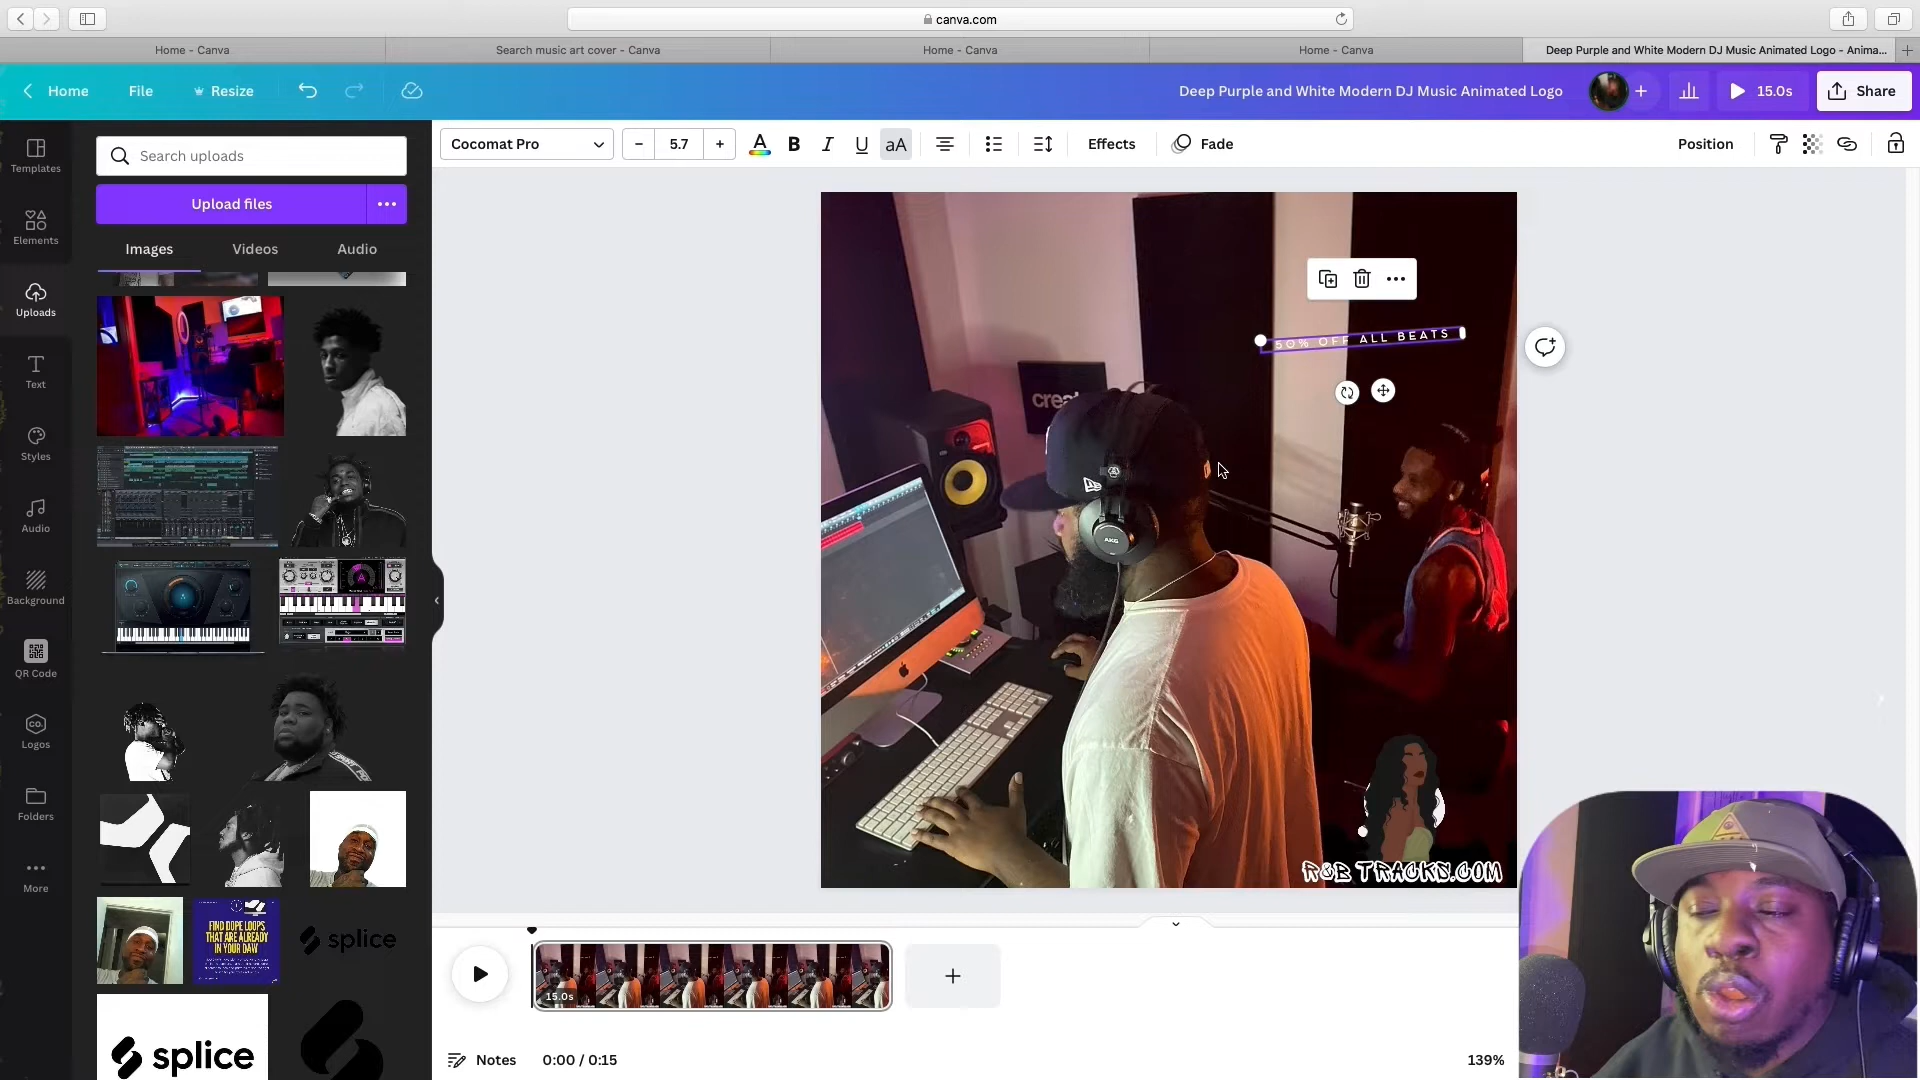 canva.com
Home - Canva
Search music art cover - Canva
Home - Canva
Home - Canva
Deep Purple and White Modern DJ Music Animated Logo - Anima...
Home
File
Resize
Deep Purple and White Modern DJ Music Animated Logo
15.0s
Share
Templates
Elements
Uploads
Text
Styles
Audio
Background
QR Code
CO.
Logos
Folders
More
Search uploads
Upload files
Images
Videos
Audio
FIND DOPE LOOPS
THAT ARE ALREADY
IN YOUR DAW
splice
splice
Cocomat Pro
5.7
A
B
I
U
aA
Effects
Fade
Position
50% OFF ALL BEATS
AKG
R&B TRACKS.COM
15.0s
Notes
0:00 / 0:15
139%